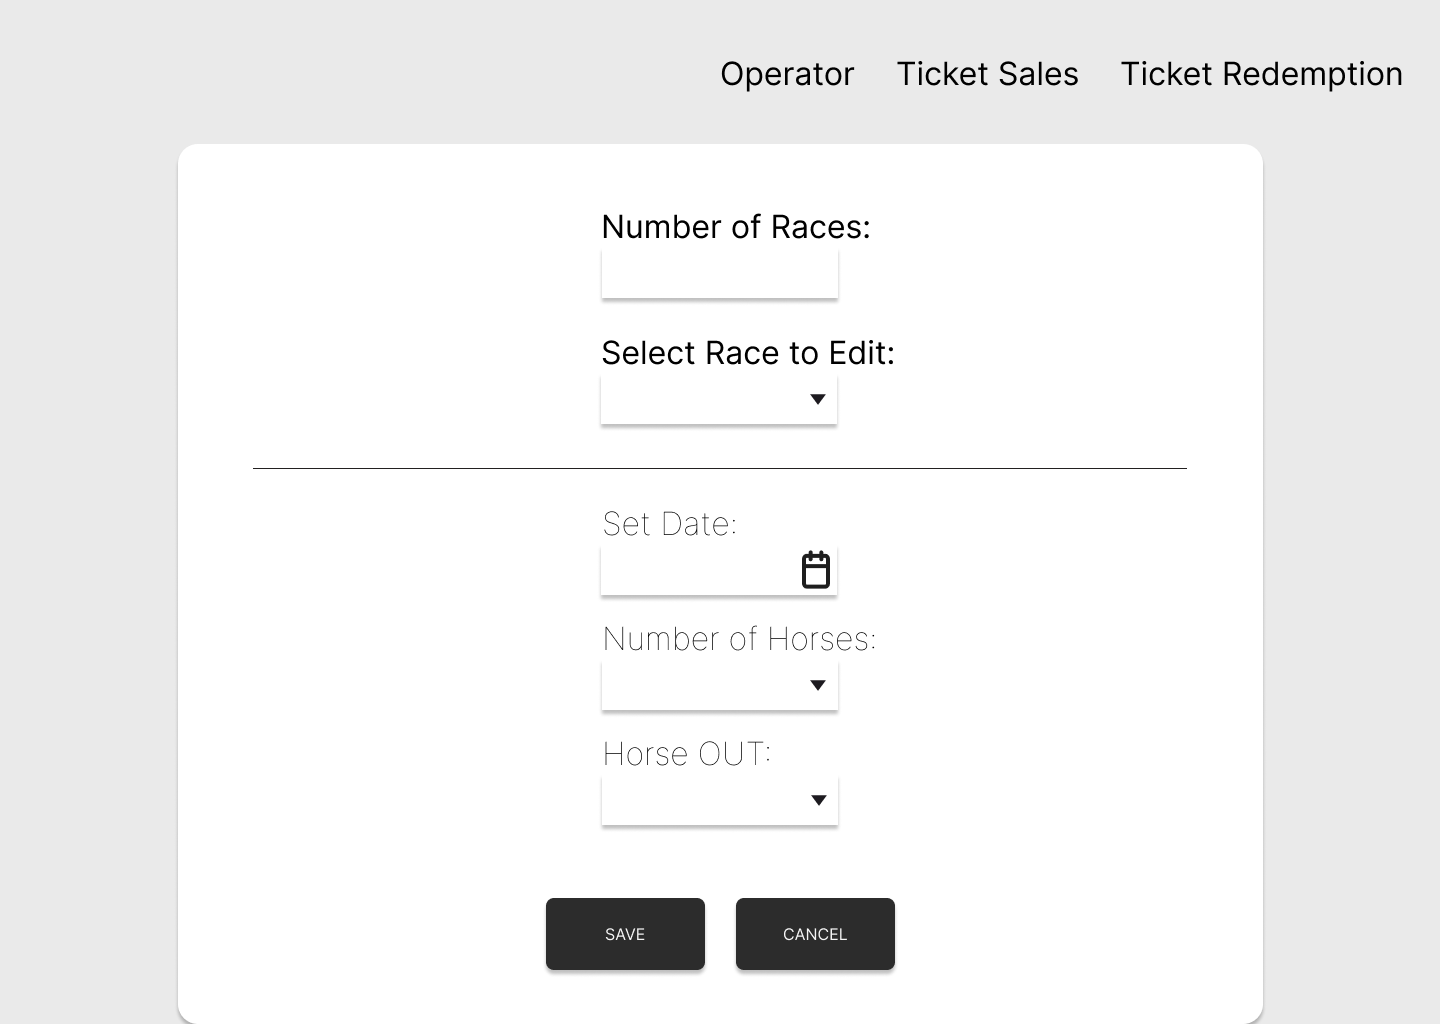 Operator Ticket Sales Ticket Redemption
Number of Races:
Select Race to Edit:
Set Date:
Number of Horses:
Horse OUT:
SAVE CANCEL